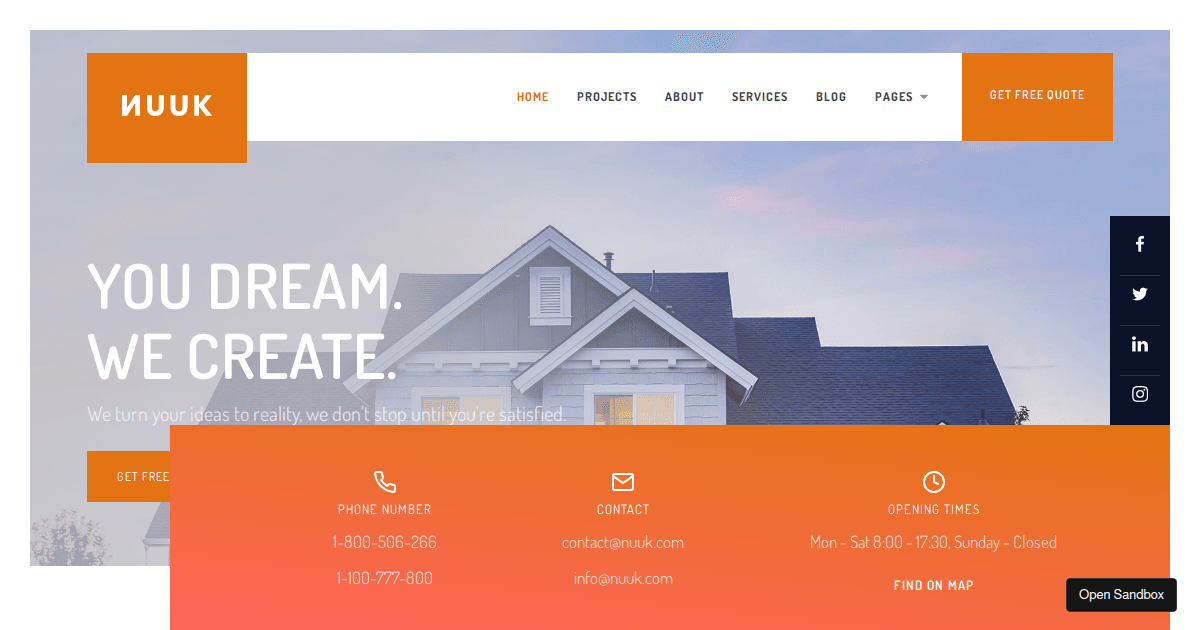 ͶUUK
HOME PROJECTS ABOUT SERVICES BLOG PAGES
GET FREE QUOTE
YOU DREAM.
WE CREATE.
We turn your ideas to reality, we don't stop until you're satisfied.
GET FREE
PHONE NUMBER
1-800-506-266
1-100-777-800
CONTACT
contact@nuuk.com
info@nuuk.com
OPENING TIMES
Mon - Sat 8:00 - 17:30, Sunday - Closed
FIND ON MAP
Open Sandbox